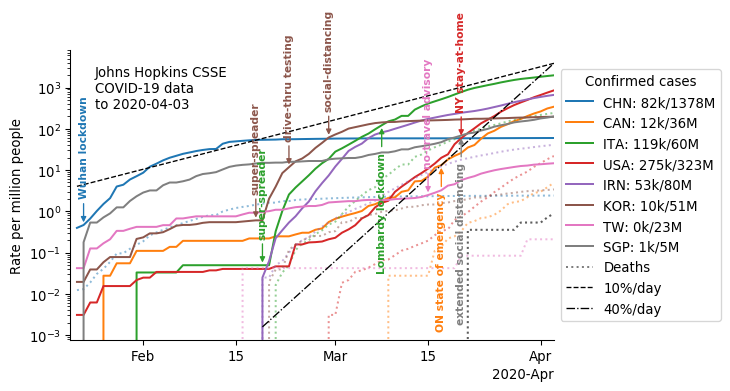 Johns Hopkins CSSE
COVID-19 data
to 2020-04-03
Rate per million people
10³
10²
10¹
10⁰
10⁻¹
10⁻²
10⁻³
Wuhan lockdown
super-spreader
super-spreader
drive-thru testing
social-distancing
Lombardy lockdown
no-travel advisory
ON state of emergency
NY stay-at-home
extended social distancing
Feb
15
Mar
15
Apr
2020-Apr
Confirmed cases
CHN: 82k/1378M
CAN: 12k/36M
ITA: 119k/60M
USA: 275k/323M
IRN: 53k/80M
KOR: 10k/51M
TW: 0k/23M
SGP: 1k/5M
Deaths
10%/day
40%/day